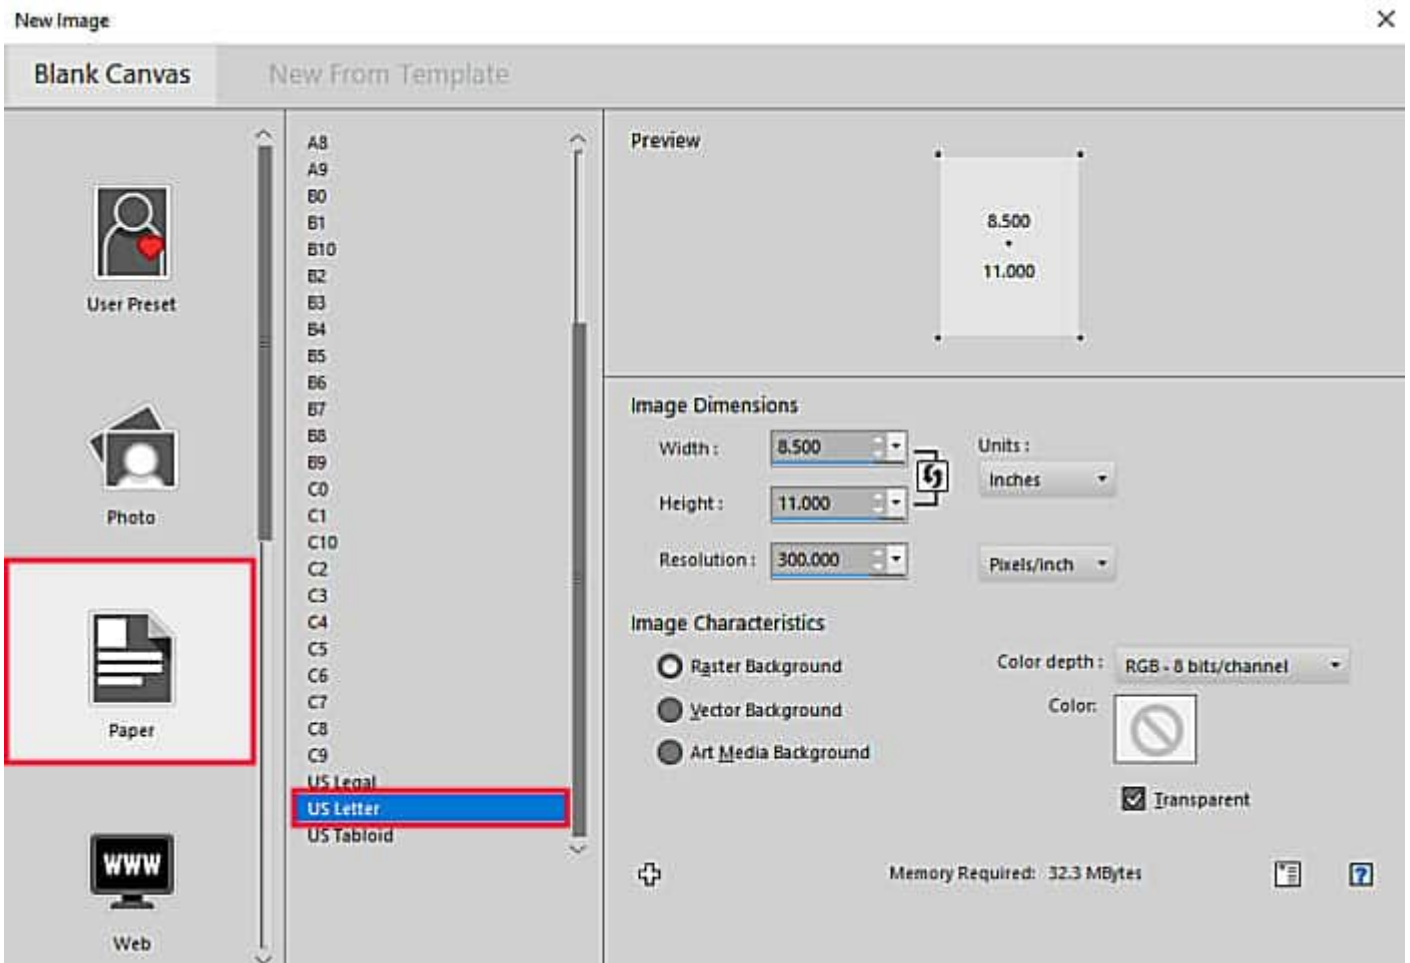 New Image
Blank Canvas
New From Template
User Preset
Photo
Paper
WWW
Web
A8
A9
B0
B1
B10
B2
B3
B4
B5
B6
B7
B8
B9
C0
C1
C10
C2
C3
C4
C5
C6
C7
C8
C9
US Legal
US Letter
US Tabloid
Preview
8.500
11.000
Image Dimensions
Width : 8.500
Units :
Inches
Height : 11.000
Resolution : 300.000 Pixels/inch
Image Characteristics
Raster Background
Color depth : RGB - 8 bits/channel
Vector Background
Color:
Art Media Background
Transparent
Memory Required: 32.3 MBytes
?